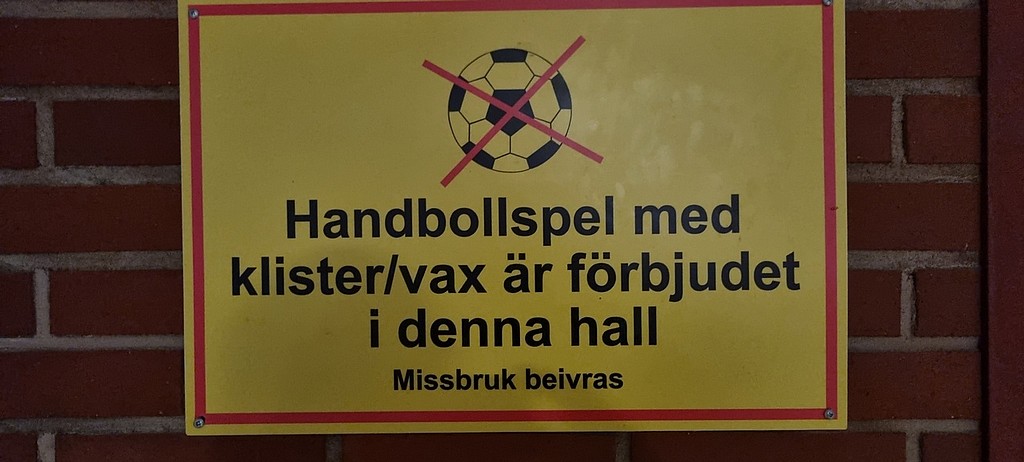 Handbollspel med
klister/vax är förbjudet
i denna hall
Missbruk beivras